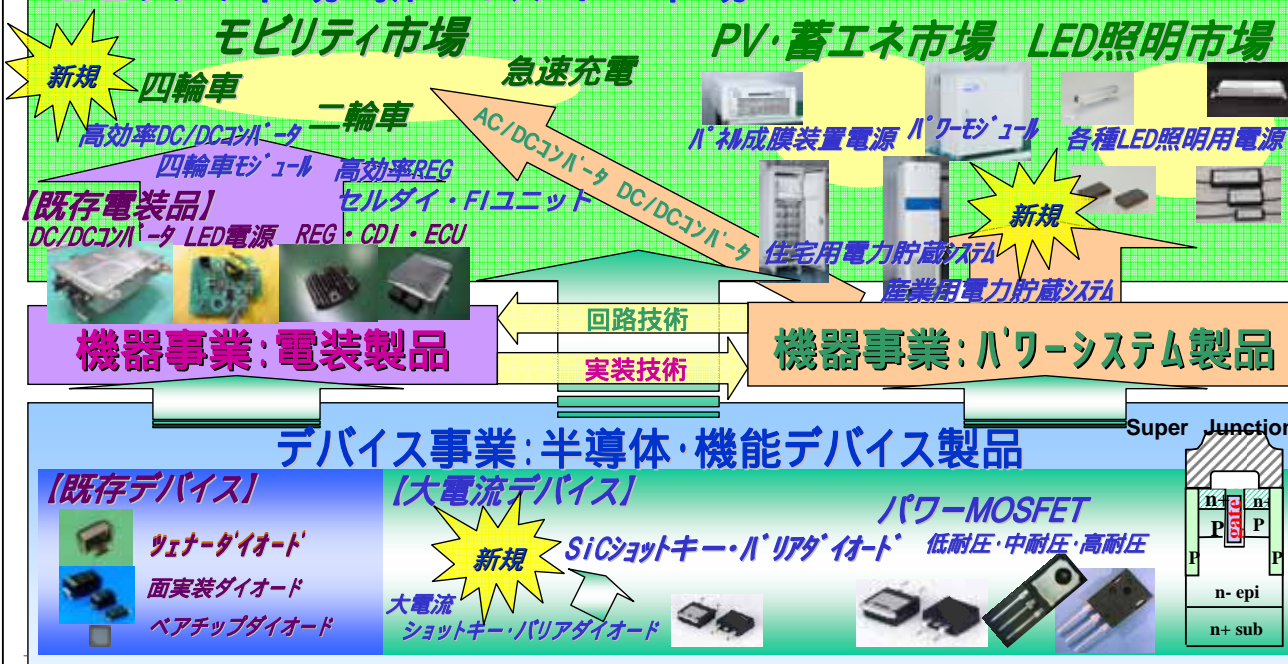 モビリティ市場
PV・蓄エネ市場 LED照明市場
新規
四輪車
二輪車
急速充電
高効率DC/DCコンバータ
四輪車モジュール
高効率REG
セルダイ・FIユニット
AC/DCコンバータ DC/DCコンバータ
パネル成膜装置電源
パワーモジュール
各種LED照明用電源
新規
住宅用電力貯蔵システム
産業用電力貯蔵システム
【既存電装品】
DC/DCコンバータ LED電源 REG・CDI・ECU
機器事業:電装製品
回路技術
実装技術
機器事業:パワーシステム製品
デバイス事業:半導体・機能デバイス製品
【既存デバイス】
ツェナーダイオード
面実装ダイオード
ベアチップダイオード
【大電流デバイス】
新規
SiCショットキー・バリアダイオード
大電流
ショットキー・バリアダイオード
パワーMOSFET
低耐圧・中耐圧・高耐圧
Super Junction
n+ gate n+
P P
P P
n- epi
n+ sub